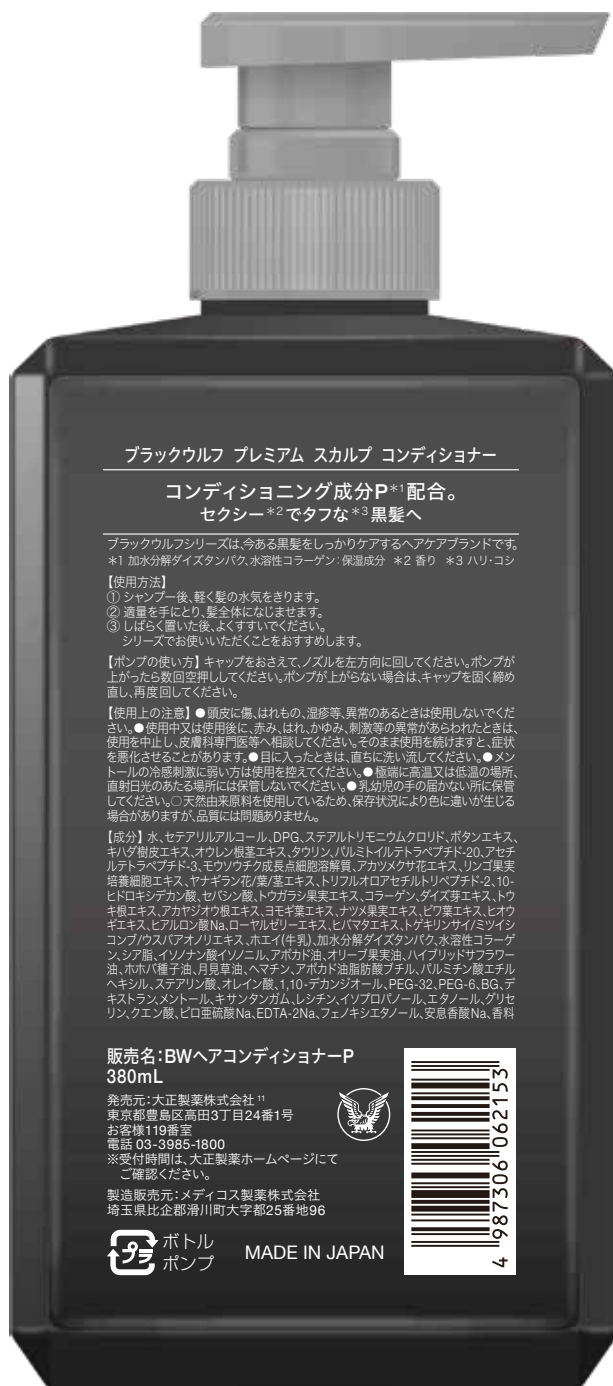 ブラックウルフ プレミアム スカルプ コンディショナー
コンディショニング成分P*1配合。
セクシー*2でタフな*3黒髪へ
ブラックウルフシリーズは、今ある黒髪をしっかりケアするヘアケアブランドです。
*1 加水分解ダイズタンパク、水溶性コラーゲン:保湿成分 *2 香り *3 ハリ・コシ
【使用方法】
① シャンプー後、軽く髪の水気をきります。
② 適量を手にとり、髪全体になじませます。
③ しばらく置いた後、よくすすいでください。
シリーズでお使いいただくことをおすすめします。
【ポンプの使い方】キャップをおさえて、ノズルを左方向に回してください。ポンプが
上がったら数回空押ししてください。ポンプが上がらない場合は、キャップを固く締め
直し、再度回してください。
【使用上の注意】●頭皮に傷、はれもの、湿疹等、異常のあるときは使用しないでくだ
さい。●使用中又は使用後に、赤み、はれ、かゆみ、刺激等の異常があらわれたときは、
使用を中止し、皮膚科専門医等へ相談してください。そのまま使用を続けますと、症状
を悪化させることがあります。●目に入ったときは、直ちに洗い流してください。●メン
トールの冷感刺激に弱い方は使用を控えてください。●極端に高温又は低温の場所、
直射日光のあたる場所には保管しないでください。●乳幼児の手の届かない所に保管
してください。○天然由来原料を使用しているため、保存状況により色に違いが生じる
場合がありますが、品質には問題ありません。
【成分】水、セテアリルアルコール、DPG、ステアルトリモニウムクロリド、ボタンエキス、
キハダ樹皮エキス、オウレン根茎エキス、タウリン、パルミトイルテトラペプチド-20、アセチ
ルテトラペプチド-3、モウソウチク成長点細胞溶解質、アカツメクサ花エキス、リンゴ果実
培養細胞エキス、ヤナギラン花/葉/茎エキス、トリフルオロアセチルトリペプチド-2、10-
ヒドロキシデカン酸、セバシン酸、トウガラシ果実エキス、コラーゲン、ダイズ芽エキス、トウ
キ根エキス、アカヤジオウ根エキス、ヨモギ葉エキス、ナツメ果実エキス、ビワ葉エキス、ヒオウ
ギエキス、ヒアルロン酸Na、ローヤルゼリーエキス、ヒバマタエキス、トゲキリンサイ/ミツイシ
コンブ/ウスバアオノリエキス、ホエイ(牛乳)、加水分解ダイズタンパク、水溶性コラーゲ
ン、シア脂、イソノナン酸イソノニル、アボカド油、オリーブ果実油、ハイブリッドサフラワー
油、ホホバ種子油、月見草油、ヘマチン、アボカド油脂肪酸ブチル、パルミチン酸エチル
ヘキシル、ステアリン酸、オレイン酸、1,10-デカンジオール、PEG-32、PEG-6、BG、デ
キストラン、メントール、キサンタンガム、レシチン、イソプロパノール、エタノール、グリセ
リン、クエン酸、ピロ亜硫酸Na、EDTA-2Na、フェノキシエタノール、安息香酸Na、香料
販売名:BWヘアコンディショナーP
380mL
発売元:大正製薬株式会社 11
東京都豊島区高田3丁目24番1号
お客様119番室
電話 03-3985-1800
※受付時間は、大正製薬ホームページにて
ご確認ください。
製造販売元:メディコス製薬株式会社
埼玉県比企郡滑川町大字都25番地96
プラ
ボトル
ポンプ
MADE IN JAPAN
4 987306 062153